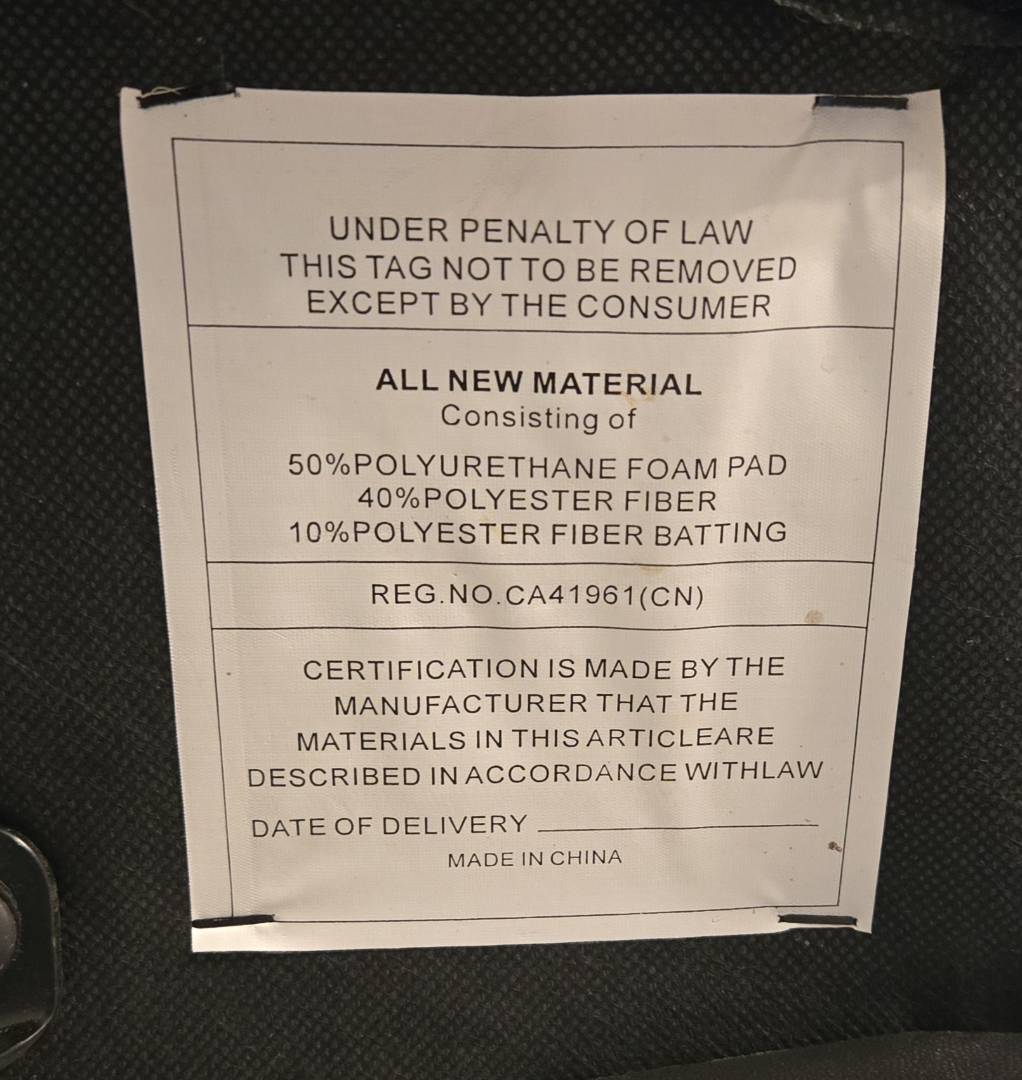 UNDER PENALTY OF LAW
THIS TAG NOT TO BE REMOVED
EXCEPT BY THE CONSUMER
ALL NEW MATERIAL
Consisting of
50%POLYURETHANE FOAM PAD
40%POLYESTER FIBER
10%POLYESTER FIBER BATTING
REG.NO.CA41961(CN)
CERTIFICATION IS MADE BY THE
MANUFACTURER THAT THE
MATERIALS IN THIS ARTICLEARE
DESCRIBED IN ACCORDANCE WITHLAW
DATE OF DELIVERY
MADE IN CHINA